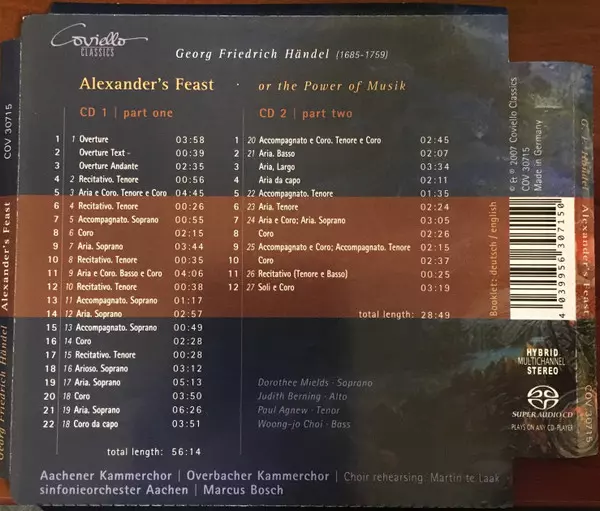 Coviello
CLASSICS
Georg Friedrich Händel (1685-1759)
Alexander's Feast · or the Power of Musik
CD 1 | part one
1 1 Overture 03:58
2 Overture Text – 00:39
3 Overture Andante 02:35
4 2 Recitativo. Tenore 00:56
5 3 Aria e Coro. Tenore e Coro 04:45
6 4 Recitativo. Tenore 00:26
7 5 Accompagnato. Soprano 00:55
8 6 Coro 02:15
9 7 Aria. Soprano 03:44
10 8 Recitativo. Tenore 00:35
11 9 Aria e Coro. Basso e Coro 04:06
12 10 Recitativo. Tenore 00:38
13 11 Accompagnato. Soprano 01:17
14 12 Aria. Soprano 02:57
15 13 Accompagnato. Soprano 00:49
16 14 Coro 02:28
17 15 Recitativo. Tenore 00:21
18 16 Arioso. Soprano 03:12
19 17 Aria. Soprano 05:13
20 18 Coro 03:51
21 19 Aria. Soprano 06:26
22 18 Coro da capo 03:51
total length: 56:14
CD 2 | part two
1 20 Accompagnato e Coro. Tenore e Coro 02:45
2 21 Aria. Basso 02:07
3 Aria, Largo 03:34
4 Aria da capo 02:11
5 22 Accompagnato. Tenore 01:35
6 23 Aria. Tenore 02:24
7 24 Aria e Coro; Aria. Soprano 03:05
8 Coro 02:26
9 25 Accompagnato e Coro; Accompagnato. Tenore 02:15
10 Coro 02:37
11 26 Recitativo (Tenore e Basso) 00:25
12 27 Soli e Coro 03:19
total length: 28:49
Dorothee Mields - Soprano
Judith Berning - Alto
Paul Agnew - Tenor
Woong-jo Choi - Bass
Aachener Kammerchor | Overbacher Kammerchor | Choir rehearsing: Martin te Laak
sinfonieorchester Aachen | Marcus Bosch
COV 30715
Georg Friedrich Händel Alexander's Feast
℗ & © 2007 Coviello Classics
COV 30715
Made in Germany
Booklet: deutsch / english
4 039956 307150
HYBRID
MULTICHANNEL
STEREO
SUPER AUDIO CD
PLAYS ON ANY CD-PLAYER
G. F. Händel Alexander's Feast
COV 30715